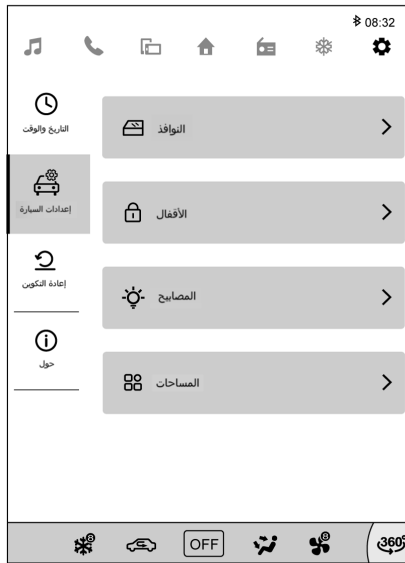 08:32
التاريخ والوقت
النوافذ
إعدادات السيارة
الأقفال
إعادة التكوين
المصابيح
حول
المساحات
OFF
360°